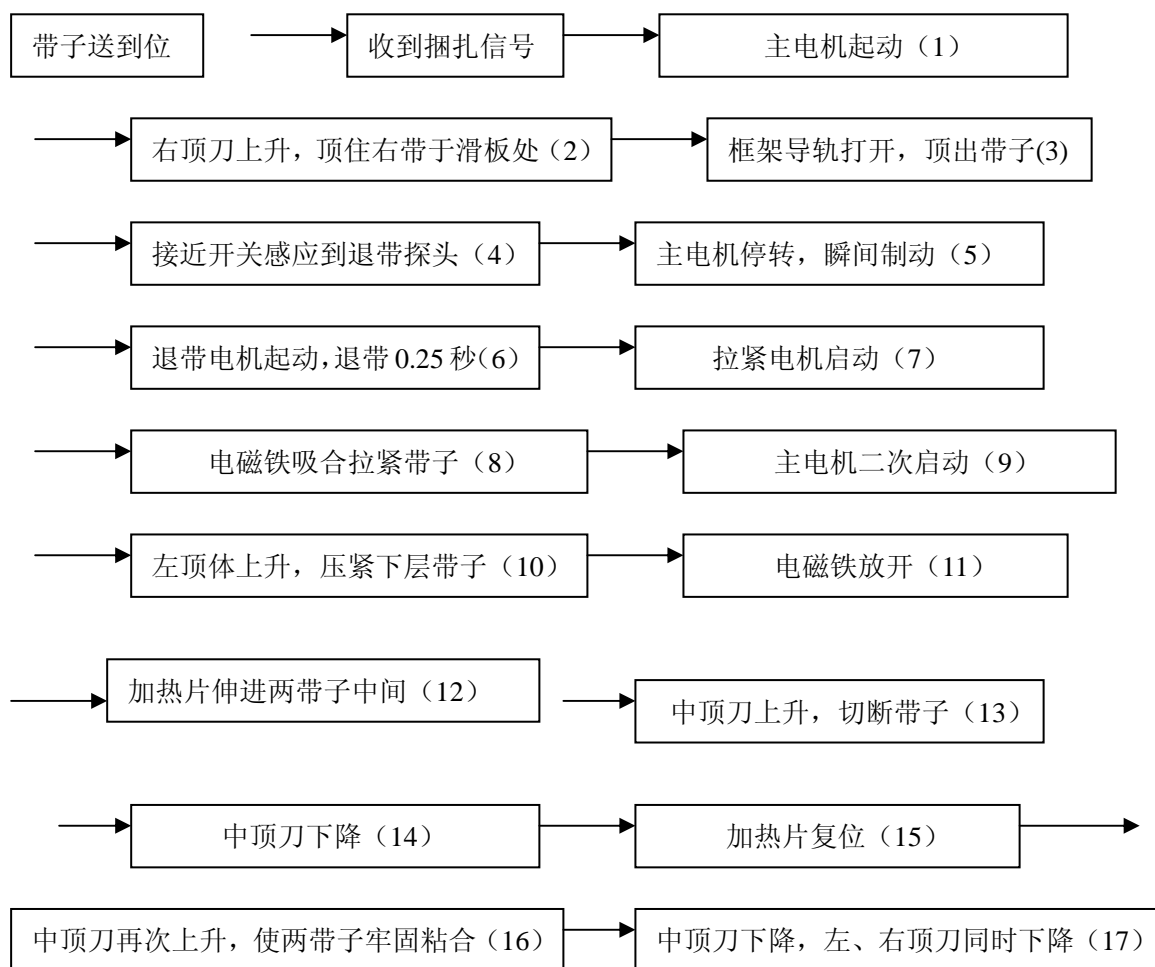 带子送到位
收到捆扎信号
主电机起动（1）
右顶刀上升，顶住右带于滑板处（2）
框架导轨打开，顶出带子(3)
接近开关感应到退带探头（4）
主电机停转，瞬间制动（5）
退带电机起动，退带 0.25 秒（6）
拉紧电机启动（7）
电磁铁吸合拉紧带子（8）
主电机二次启动（9）
左顶体上升，压紧下层带子（10）
电磁铁放开（11）
加热片伸进两带子中间（12）
中顶刀上升，切断带子（13）
中顶刀下降（14）
加热片复位（15）
中顶刀再次上升，使两带子牢固粘合（16）
中顶刀下降，左、右顶刀同时下降（17）